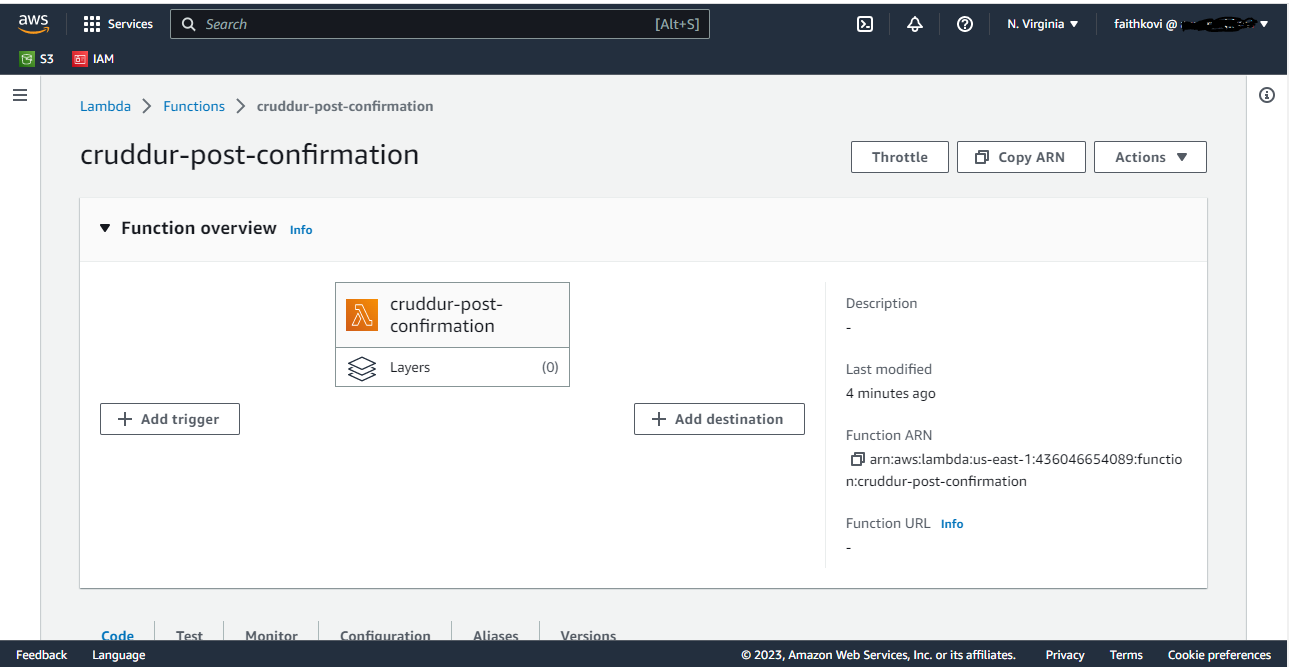 aws Services Search [Alt+S] N. Virginia faithkovi @
S3 IAM
Lambda Functions cruddur-post-confirmation
cruddur-post-confirmation
Throttle Copy ARN Actions
Function overview Info
cruddur-post-
confirmation
Layers (0)
Add trigger
Add destination
Description
-
Last modified
4 minutes ago
Function ARN
arn:aws:lambda:us-east-1:436046654089:functio
n:cruddur-post-confirmation
Function URL Info
-
Code Test Monitor Configuration Aliases Versions
Feedback Language © 2023, Amazon Web Services, Inc. or its affiliates. Privacy Terms Cookie preferences